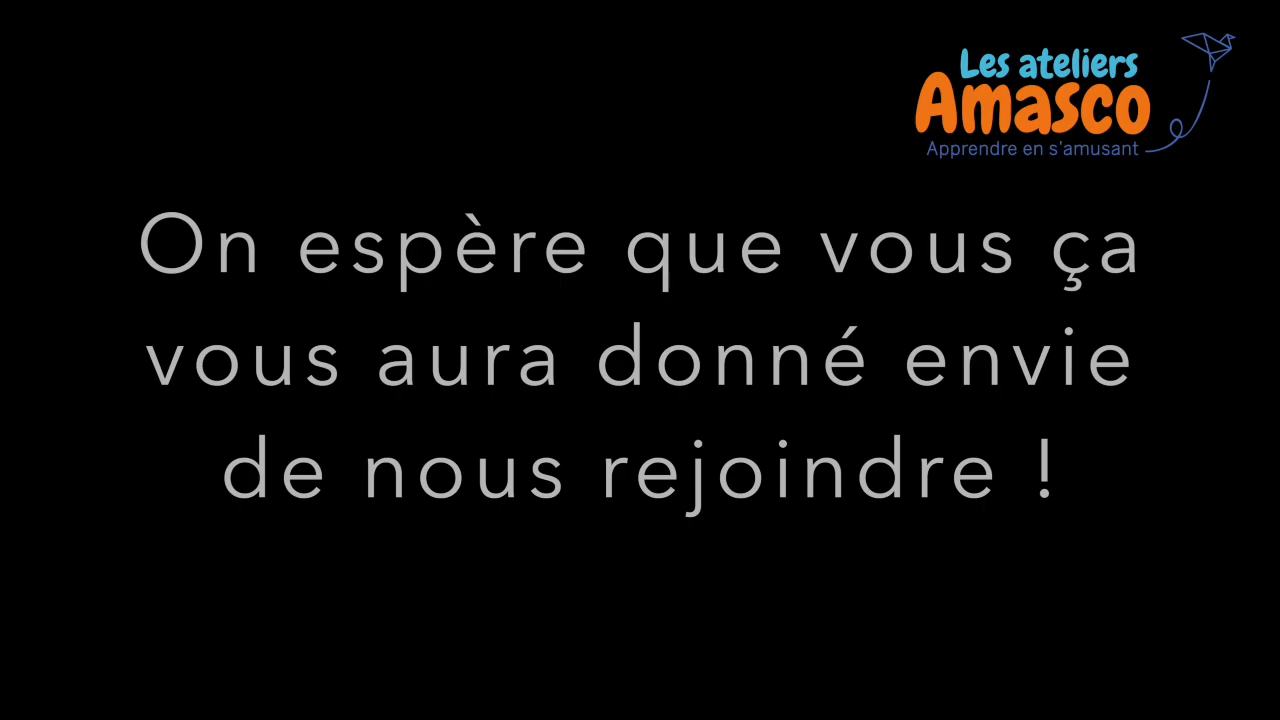 Les ateliers
Amasco
Apprendre en s'amusant
On espère que vous ça
vous aura donné envie
de nous rejoindre !